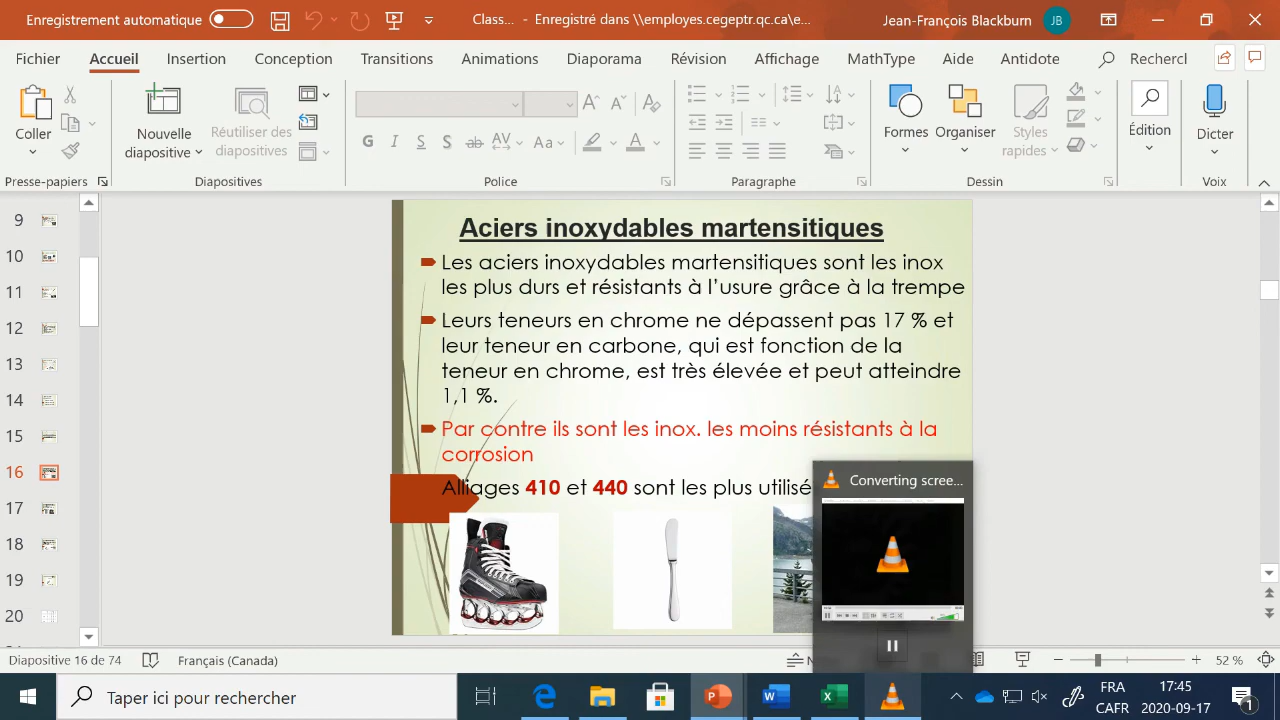 Enregistrement automatique
Class... - Enregistré dans \\employes.cegeptr.qc.ca\e...
Jean-François Blackburn
JB
Fichier Accueil Insertion Conception Transitions Animations Diaporama Révision Affichage MathType Aide Antidote Rechercl
Coller
Nouvelle diapositive
Réutiliser des diapositives
G I S S ab AV Aa A
Formes
Organiser
Styles rapides
Édition
Dicter
Presse-papiers Diapositives Police Paragraphe Dessin Voix
9
10
11
12
13
14
15
16
17
18
19
20
Aciers inoxydables martensitiques
Les aciers inoxydables martensitiques sont les inox
les plus durs et résistants à l’usure grâce à la trempe
Leurs teneurs en chrome ne dépassent pas 17 % et
leur teneur en carbone, qui est fonction de la
teneur en chrome, est très élevée et peut atteindre
1,1 %.
Par contre ils sont les inox. les moins résistants à la
corrosion
Alliages 410 et 440 sont les plus utilisé
Converting scree...
Diapositive 16 de 74
Français (Canada)
52 %
Taper ici pour rechercher
FRA
CAFR
17:45
2020-09-17
1